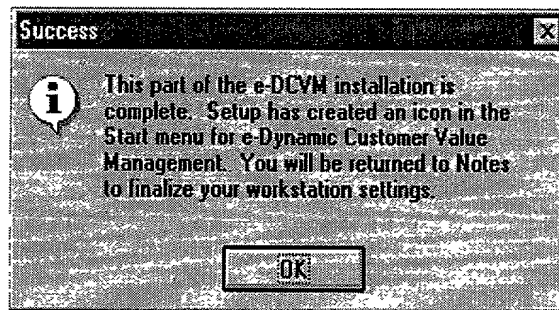 Success
This part of the e-DCVM installation is
complete. Setup has created an icon in the
Start menu for e-Dynamic Customer Value
Management. You will be returned to Notes
to finalize your workstation settings.
OK